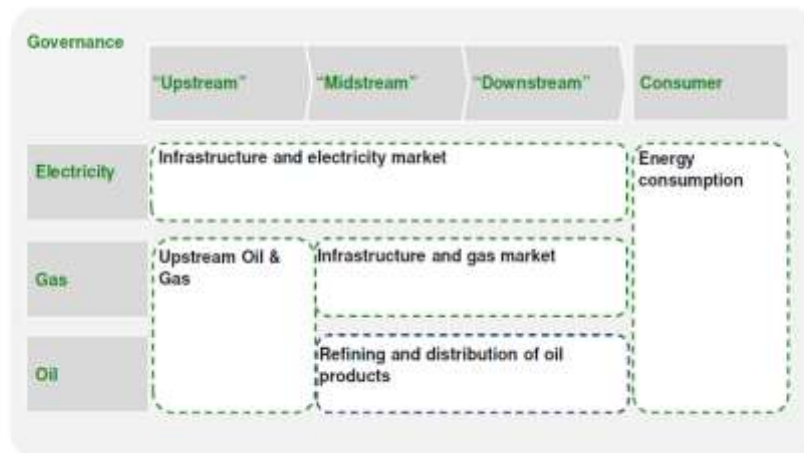 Governance
"Upstream"
"Midstream"
"Downstream"
Consumer
Electricity
Infrastructure and electricity market
Energy
consumption
Gas
Upstream Oil &
Gas
Infrastructure and gas market
Oil
Refining and distribution of oil
products